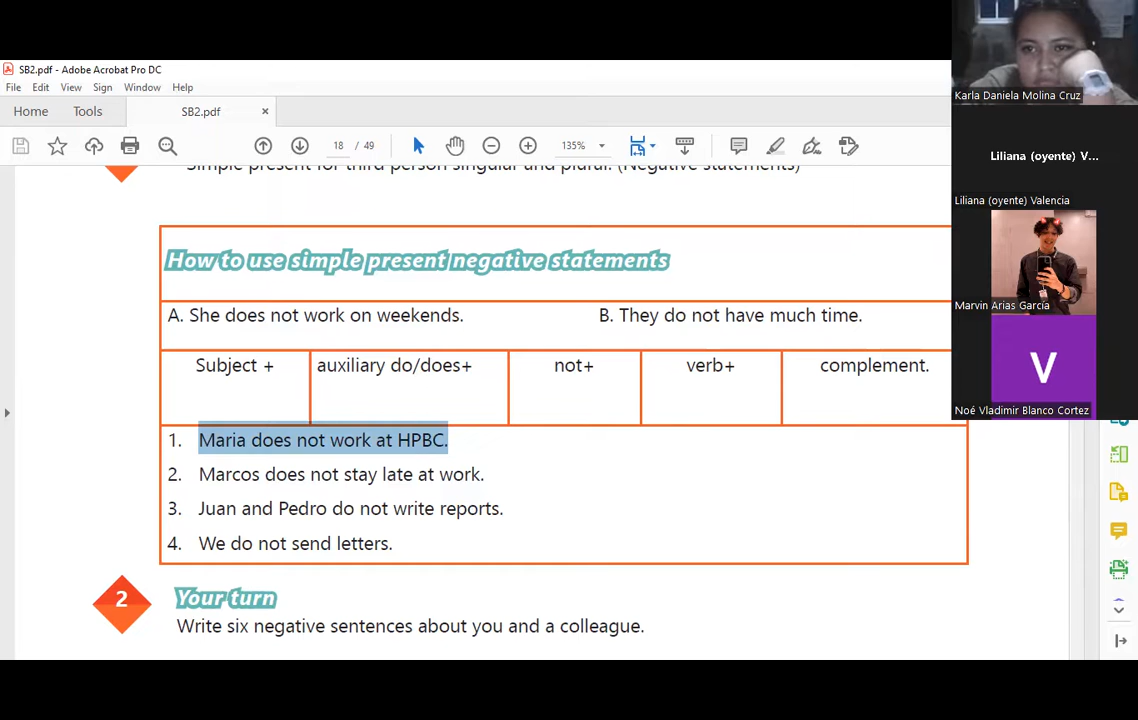 SB2.pdf - Adobe Acrobat Pro DC
File Edit View Sign Window Help
Home Tools SB2.pdf ×
18 / 49 135%
Simple present for third person singular and plural. (Negative statements)
How to use simple present negative statements
A. She does not work on weekends. B. They do not have much time.
Subject + auxiliary do/does+ not+ verb+ complement.
1. Maria does not work at HPBC.
2. Marcos does not stay late at work.
3. Juan and Pedro do not write reports.
4. We do not send letters.
2 Your turn
Write six negative sentences about you and a colleague.
Karla Daniela Molina Cruz
Liliana (oyente) V...
Liliana (oyente) Valencia
Marvin Arias García
V
Noé Vladimir Blanco Cortez